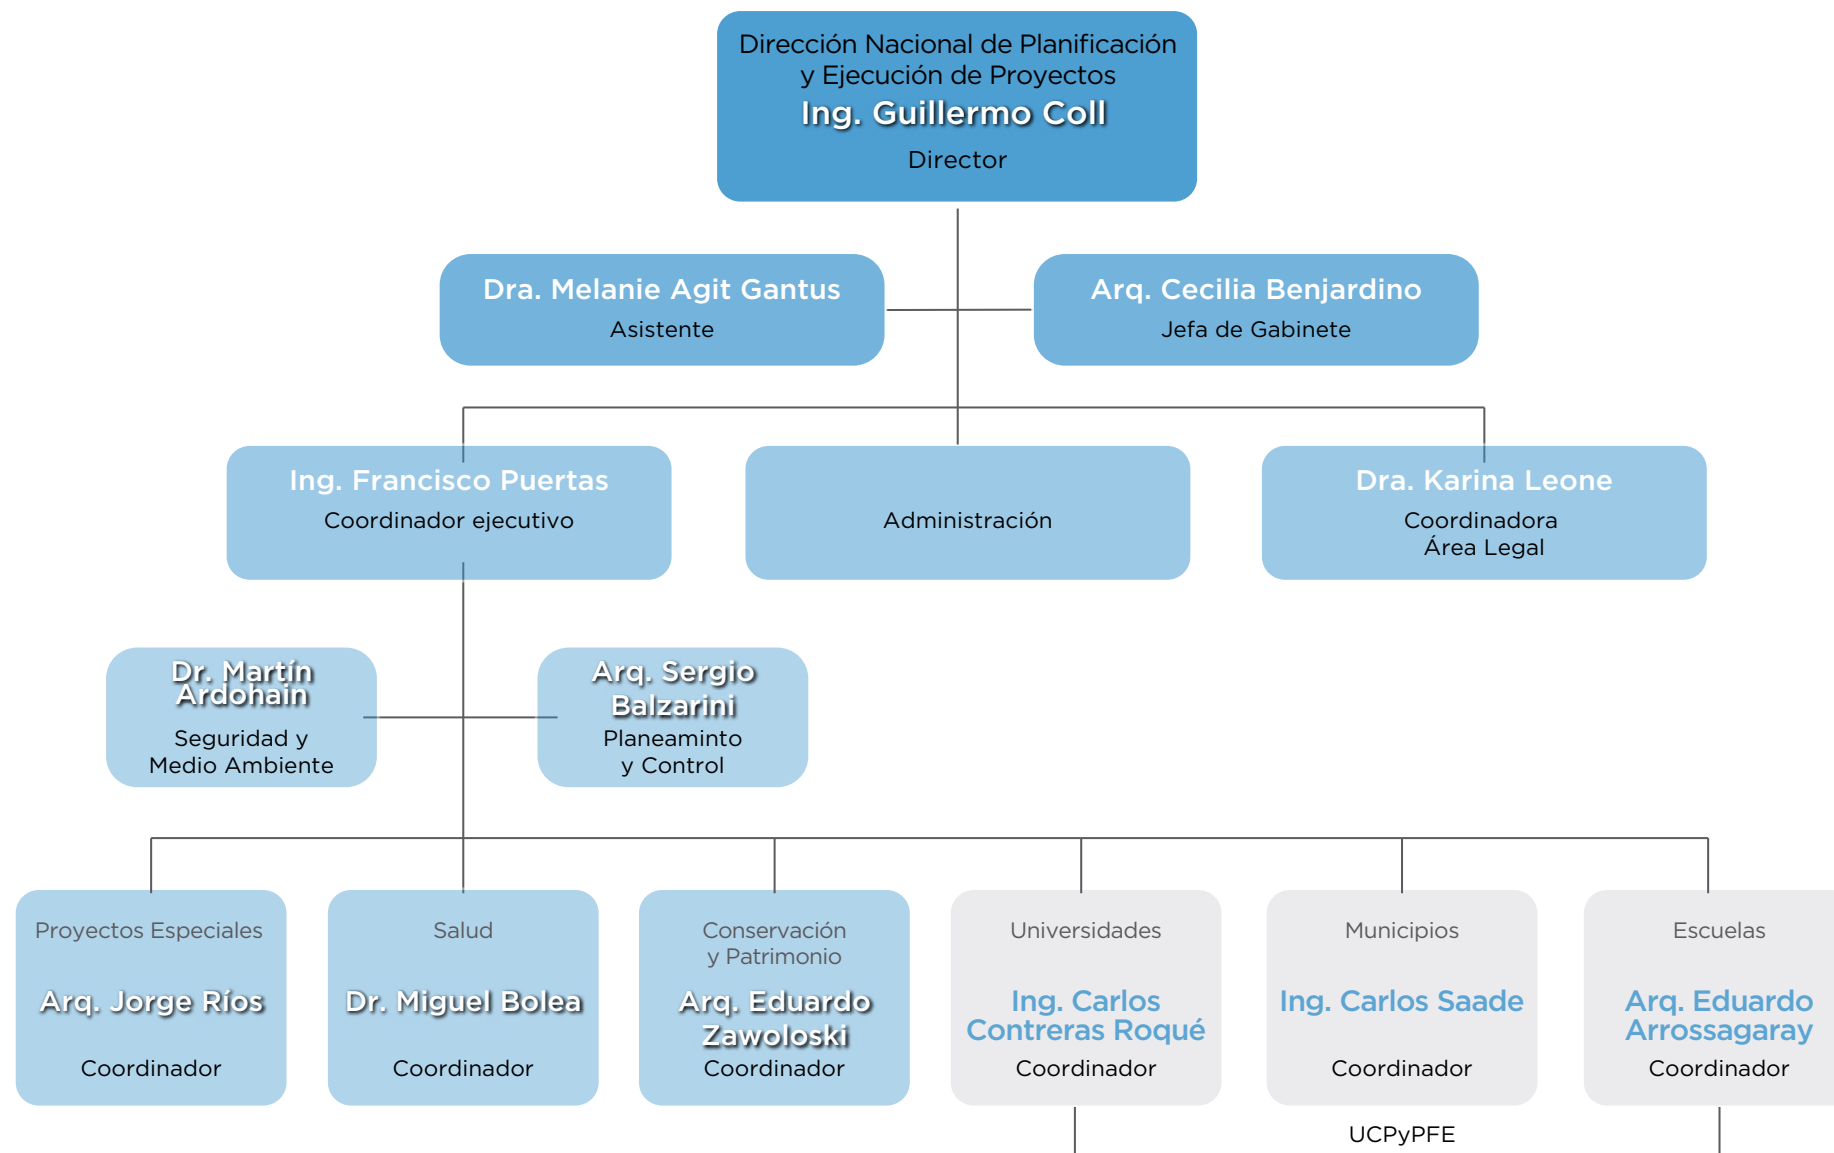 Dirección Nacional de Planificación
y Ejecución de Proyectos
Ing. Guillermo Coll
Director
Dra. Melanie Agit Gantus
Asistente
Arq. Cecilia Benjardino
Jefa de Gabinete
Ing. Francisco Puertas
Coordinador ejecutivo
Administración
Dra. Karina Leone
Coordinadora
Área Legal
Dr. Martín
Ardohain
Seguridad y
Medio Ambiente
Arq. Sergio
Balzarini
Planeaminto
y Control
Proyectos Especiales
Arq. Jorge Ríos
Coordinador
Salud
Dr. Miguel Bolea
Coordinador
Conservación
y Patrimonio
Arq. Eduardo
Zawoloski
Coordinador
Universidades
Ing. Carlos
Contreras Roqué
Coordinador
Municipios
Ing. Carlos Saade
Coordinador
Escuelas
Arq. Eduardo
Arrossagaray
Coordinador
UCPyPFE